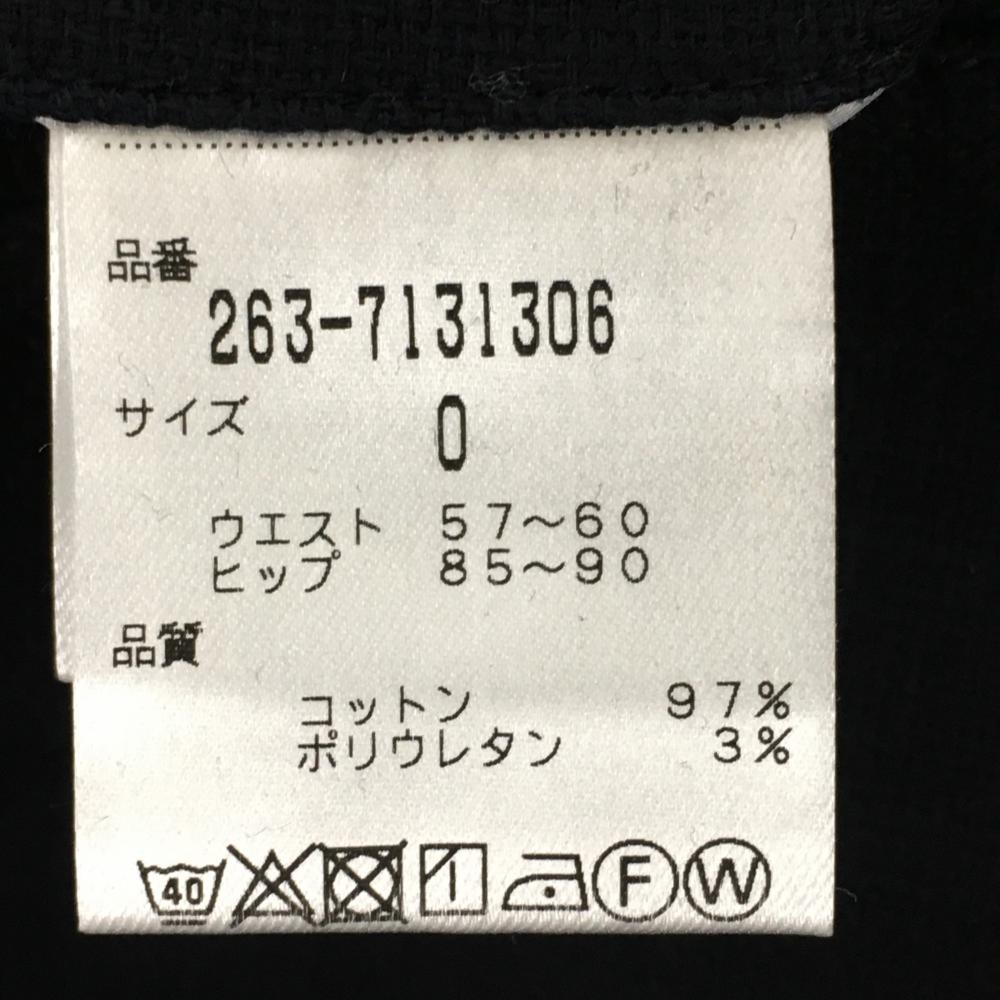 品番
263-7131306
サイズ 0
ウエスト 57～60
ヒップ 85～90
品質
コットン 97%
ポリウレタン 3%
40 F W